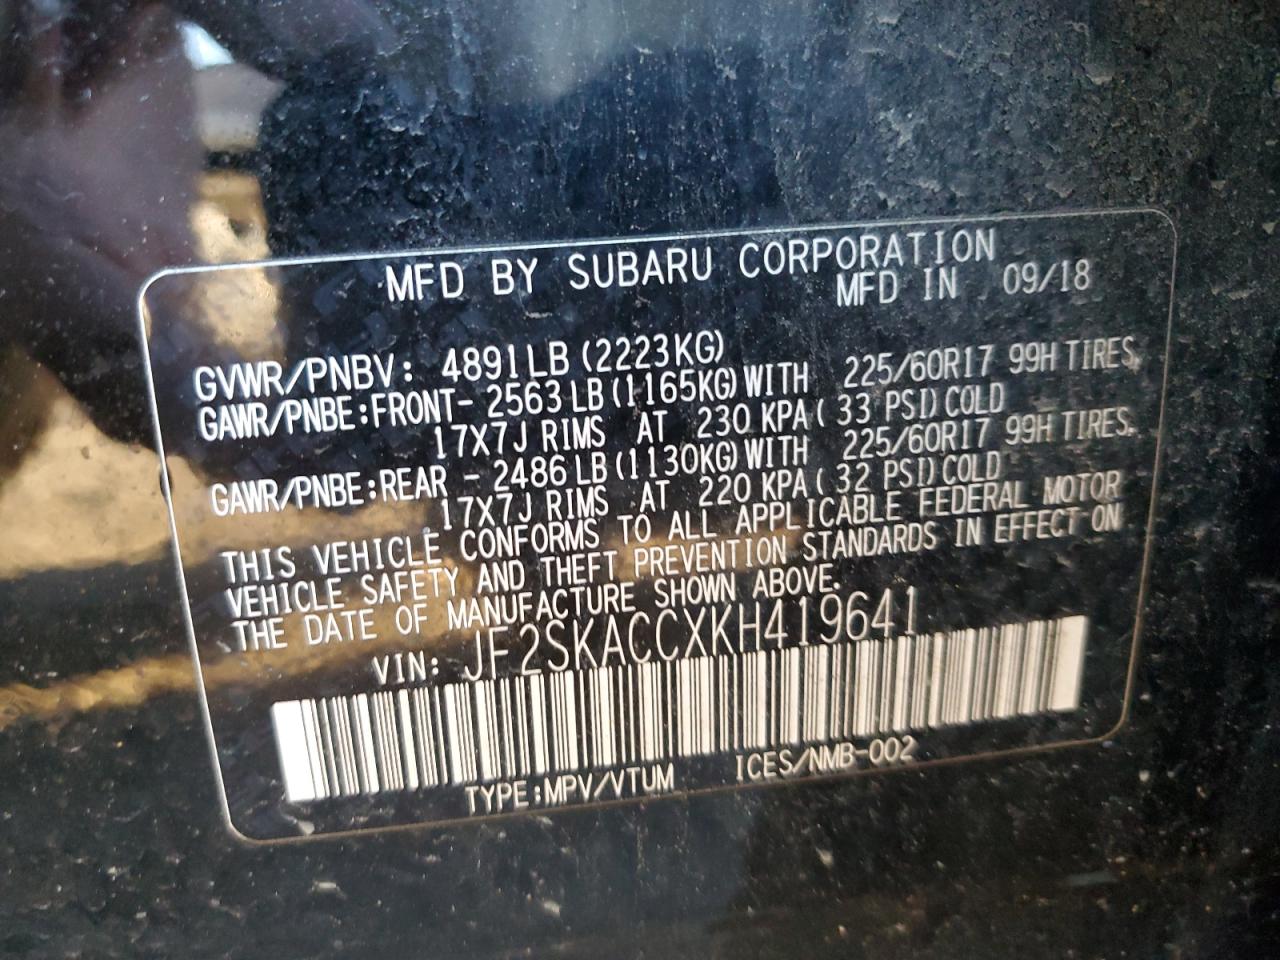 MFD BY SUBARU CORPORATION
MFD IN 09/18
GVWR/PNBV: 4891LB (2223KG)
GAWR/PNBE:FRONT- 2563 LB (1165KG) WITH 225/60R17 99H TIRES,
17X7J RIMS AT 230 KPA ( 33 PSI) COLD
GAWR/PNBE:REAR - 2486 LB (1130KG) WITH 225/60R17 99H TIRES,
17X7J RIMS AT 220 KPA ( 32 PSI) COLD
THIS VEHICLE CONFORMS TO ALL APPLICABLE FEDERAL MOTOR
VEHICLE SAFETY AND THEFT PREVENTION STANDARDS IN EFFECT ON
THE DATE OF MANUFACTURE SHOWN ABOVE.
VIN: JF2SKACCXKH419641
TYPE:MPV/VTUM ICES/NMB-002